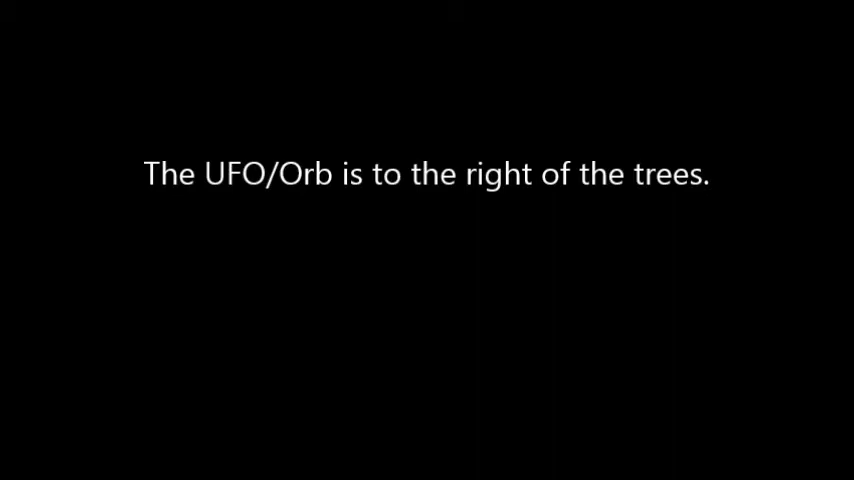 The UFO/Orb is to the right of the trees.